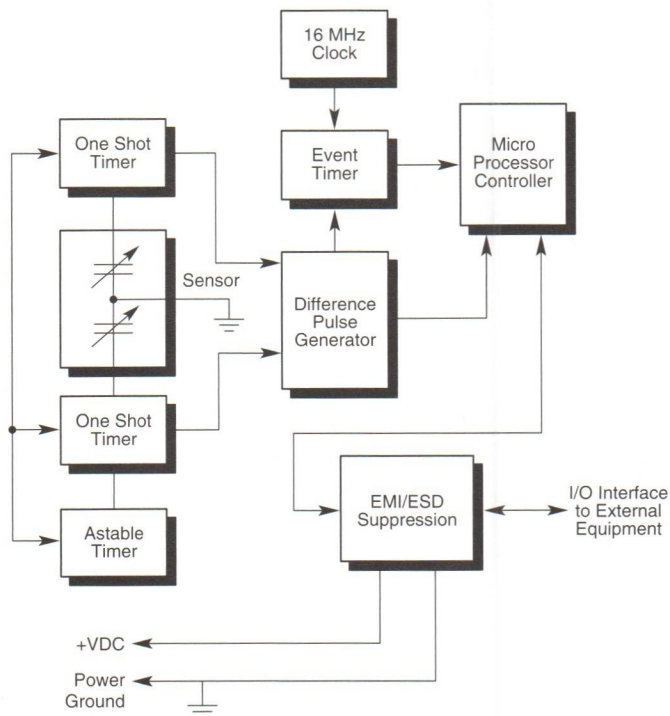 16 MHz
Clock
One Shot
Timer
Event
Timer
Micro
Processor
Controller
Sensor
Difference
Pulse
Generator
One Shot
Timer
EMI/ESD
Suppression
I/O Interface
to External
Equipment
Astable
Timer
+VDC
Power
Ground